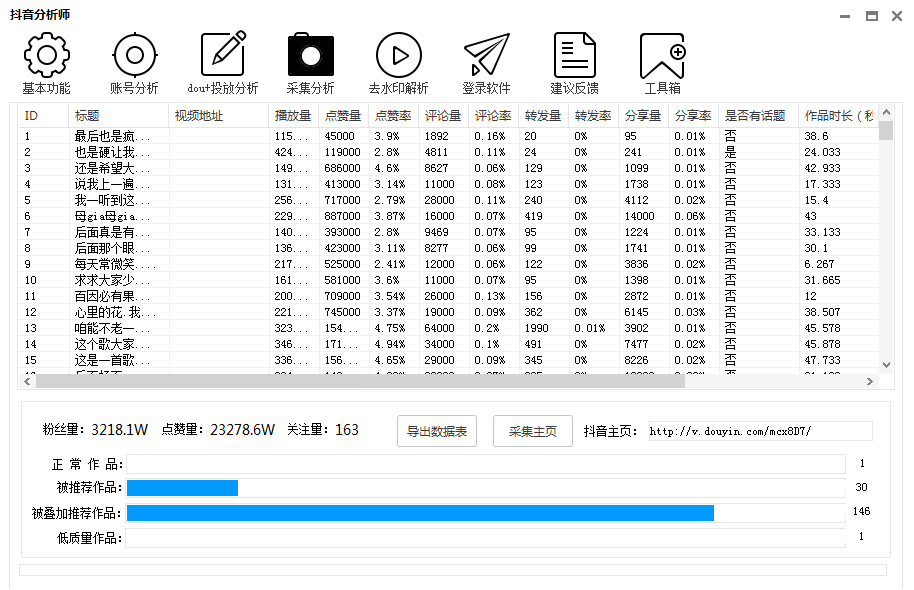 抖音分析师
基本功能 账号分析 dou+投放分析 采集分析 去水印解析 登录软件 建议反馈 工具箱
ID 标题 视频地址 播放量 点赞量 点赞率 评论量 评论率 转发量 转发率 分享量 分享率 是否有话题 作品时长（秒
1 最后也是疯... 115... 45000 3.9% 1892 0.16% 20 0% 95 0.01% 否 38.6
2 也是硬让我... 424... 119000 2.8% 4811 0.11% 24 0% 241 0.01% 是 24.033
3 还是希望大... 149... 686000 4.6% 8627 0.06% 129 0% 1099 0.01% 否 42.933
4 说我上一遍... 131... 413000 3.14% 11000 0.08% 123 0% 1738 0.01% 否 17.333
5 我一听到这... 256... 717000 2.79% 28000 0.11% 240 0% 4112 0.02% 否 15.4
6 母gia母gia... 229... 887000 3.87% 16000 0.07% 419 0% 14000 0.06% 否 43
7 后面真是有... 140... 393000 2.8% 9469 0.07% 95 0% 1224 0.01% 否 33.133
8 后面那个眼... 136... 423000 3.11% 8277 0.06% 99 0% 1741 0.01% 否 30.1
9 每天常微笑.... 217... 525000 2.41% 12000 0.06% 122 0% 3836 0.02% 否 6.267
10 求求大家少... 161... 581000 3.6% 11000 0.07% 95 0% 1398 0.01% 否 31.665
11 百因必有果... 200... 709000 3.54% 26000 0.13% 156 0% 2872 0.01% 否 12
12 心里的花.我... 221... 745000 3.37% 19000 0.09% 362 0% 6145 0.03% 否 38.507
13 咱能不老一... 323... 154... 4.75% 64000 0.2% 1990 0.01% 3902 0.01% 否 45.578
14 这个歌大家... 346... 171... 4.94% 34000 0.1% 491 0% 7477 0.02% 否 45.878
15 这是一首歌... 336... 156... 4.65% 29000 0.09% 345 0% 8226 0.02% 否 47.733
粉丝量：3218.1W 点赞量：23278.6W 关注量：163 导出数据表 采集主页 抖音主页： http://v.douyin.com/mcx8D7/
正 常 作 品: 1
被推荐作品: 30
被叠加推荐作品: 146
低质量作品: 1